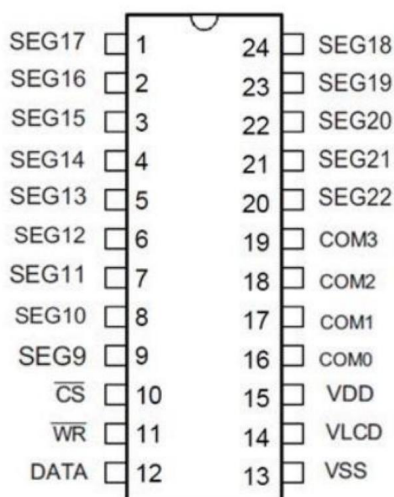 SEG17 1 24 SEG18
SEG16 2 23 SEG19
SEG15 3 22 SEG20
SEG14 4 21 SEG21
SEG13 5 20 SEG22
SEG12 6 19 COM3
SEG11 7 18 COM2
SEG10 8 17 COM1
SEG9 9 16 COM0
CS 10 15 VDD
WR 11 14 VLCD
DATA 12 13 VSS